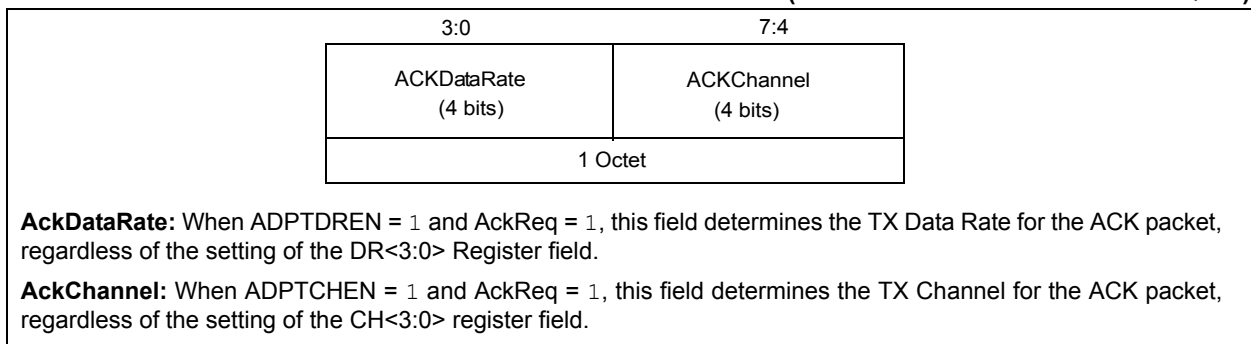 3:0 7:4
ACKDataRate ACKChannel
(4 bits) (4 bits)
1 Octet
AckDataRate: When ADPTDREN = 1 and AckReq = 1, this field determines the TX Data Rate for the ACK packet,
regardless of the setting of the DR<3:0> Register field.
AckChannel: When ADPTCHEN = 1 and AckReq = 1, this field determines the TX Channel for the ACK packet,
regardless of the setting of the CH<3:0> register field.